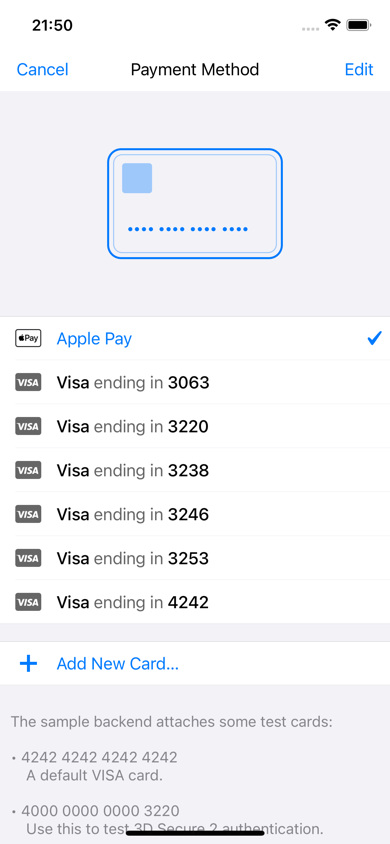 21:50
Cancel
Payment Method
Edit
Pay Apple Pay
VISA Visa ending in 3063
VISA Visa ending in 3220
VISA Visa ending in 3238
VISA Visa ending in 3246
VISA Visa ending in 3253
VISA Visa ending in 4242
+ Add New Card...
The sample backend attaches some test cards:
• 4242 4242 4242 4242
A default VISA card.
• 4000 0000 0000 3220
Use this to test 3D Secure 2 authentication.